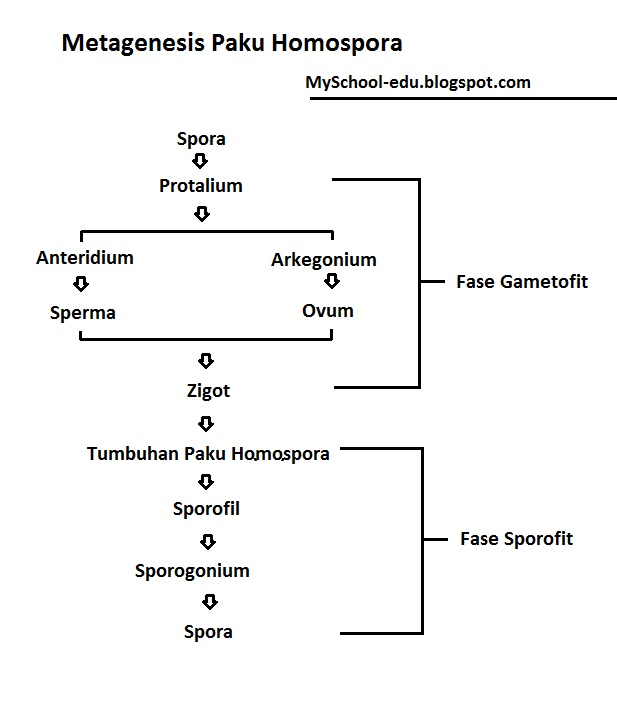 Metagenesis Paku Homospora
MySchool-edu.blogspot.com
Spora
Protalium
Anteridium
Arkegonium
Sperma
Ovum
Fase Gametofit
Zigot
Tumbuhan Paku Homospora
Sporofil
Sporogonium
Spora
Fase Sporofit